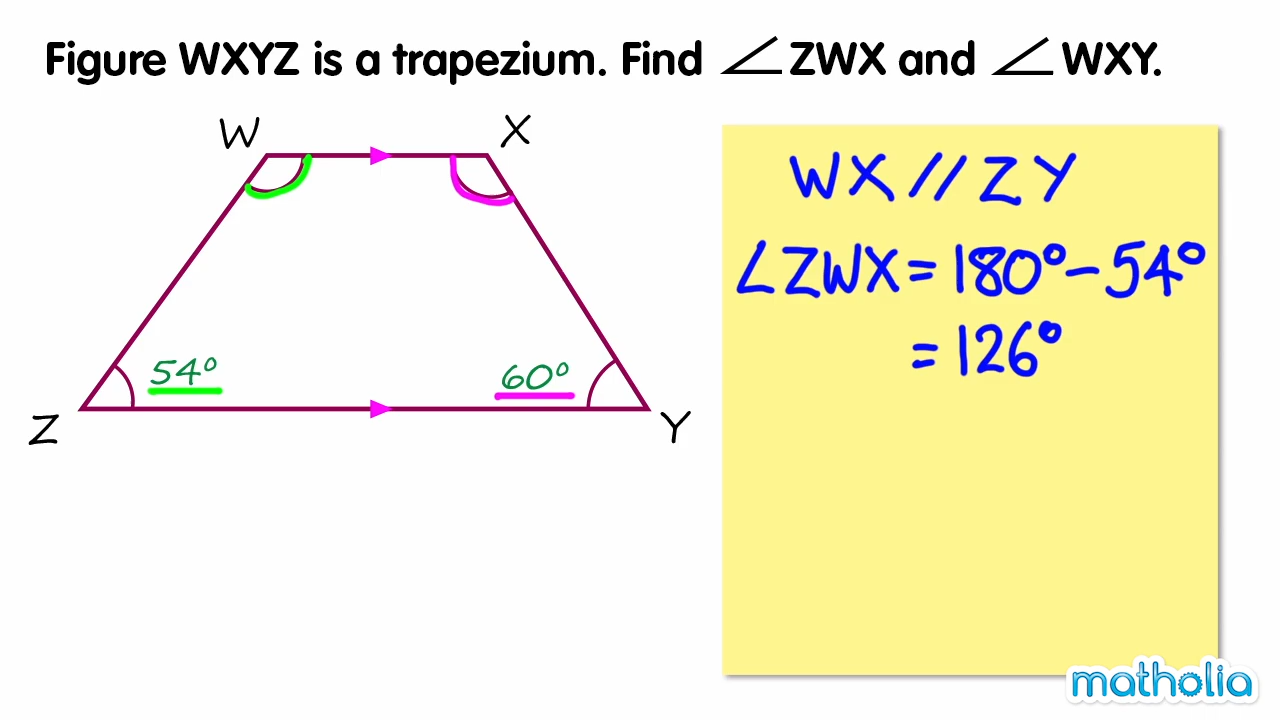 Figure WXYZ is a trapezium. Find ∠ZWX and ∠WXY.
W X
54° 60°
Z Y
WX // ZY
∠ZWX = 180° - 54°
= 126°
matholia